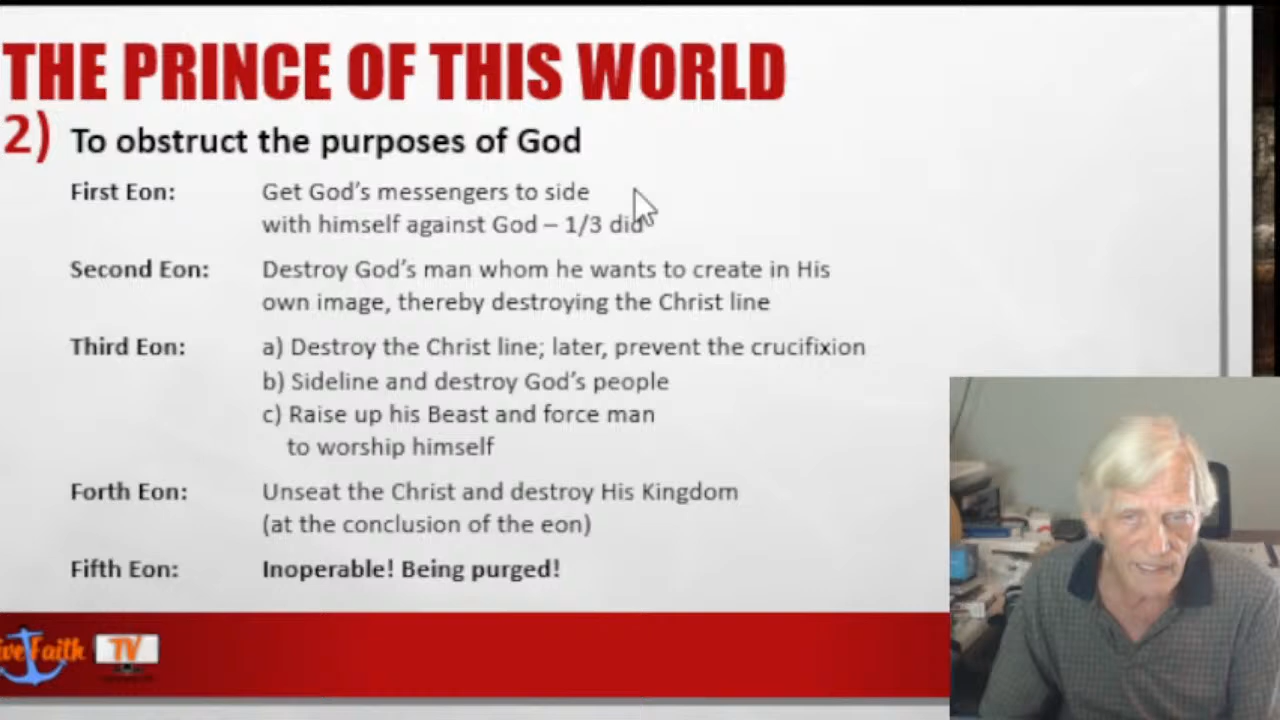 THE PRINCE OF THIS WORLD
2) To obstruct the purposes of God
First Eon: Get God's messengers to side
with himself against God – 1/3 did
Second Eon: Destroy God's man whom he wants to create in His
own image, thereby destroying the Christ line
Third Eon: a) Destroy the Christ line; later, prevent the crucifixion
b) Sideline and destroy God's people
c) Raise up his Beast and force man
to worship himself
Forth Eon: Unseat the Christ and destroy His Kingdom
(at the conclusion of the eon)
Fifth Eon: Inoperable! Being purged!
ive Faith TV